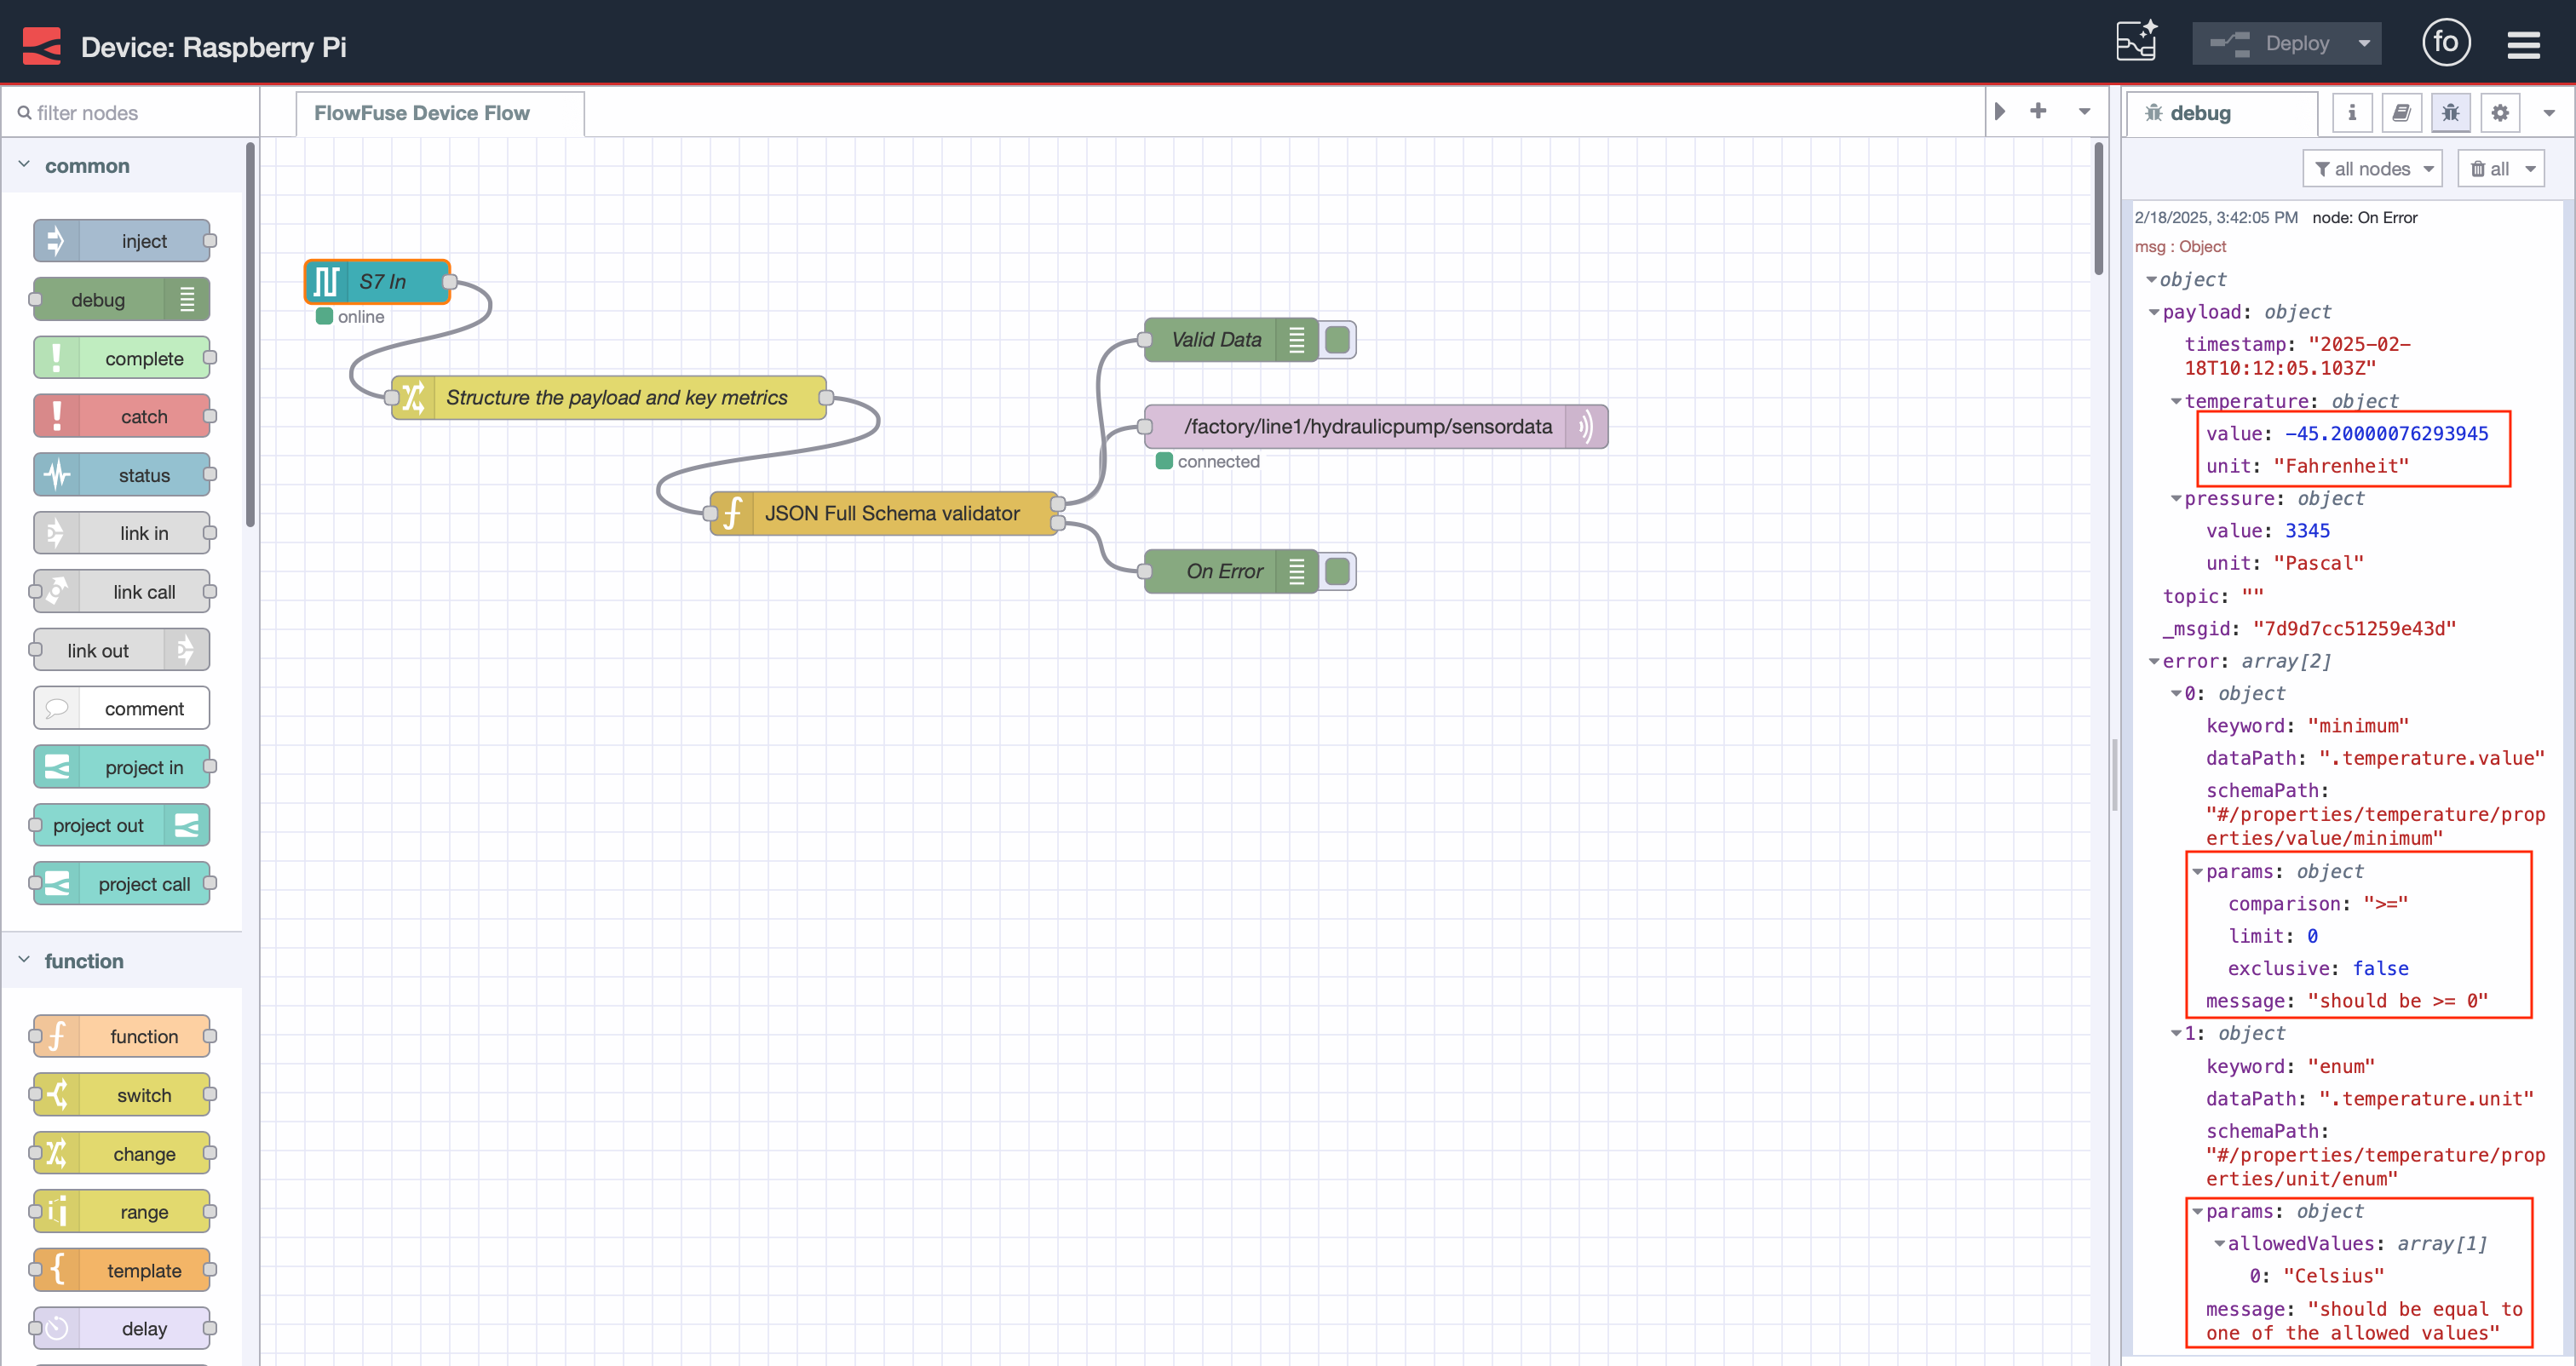 Device: Raspberry Pi
Deploy
fo
filter nodes
FlowFuse Device Flow
debug
i
all nodes
all
common
inject
debug
complete
catch
status
link in
link call
link out
comment
project in
project out
project call
function
function
switch
change
range
template
delay
S7 In
online
Structure the payload and key metrics
JSON Full Schema validator
Valid Data
/factory/line1/hydraulicpump/sensordata
connected
On Error
2/18/2025, 3:42:05 PM node: On Error
msg : Object
object
payload: object
timestamp: "2025-02-
18T10:12:05.103Z"
temperature: object
value: -45.20000076293945
unit: "Fahrenheit"
pressure: object
value: 3345
unit: "Pascal"
topic: ""
_msgid: "7d9d7cc51259e43d"
error: array[2]
0: object
keyword: "minimum"
dataPath: ".temperature.value"
schemaPath:
"#/properties/temperature/prop
erties/value/minimum"
params: object
comparison: ">="
limit: 0
exclusive: false
message: "should be >= 0"
1: object
keyword: "enum"
dataPath: ".temperature.unit"
schemaPath:
"#/properties/temperature/prop
erties/unit/enum"
params: object
allowedValues: array[1]
0: "Celsius"
message: "should be equal to
one of the allowed values"